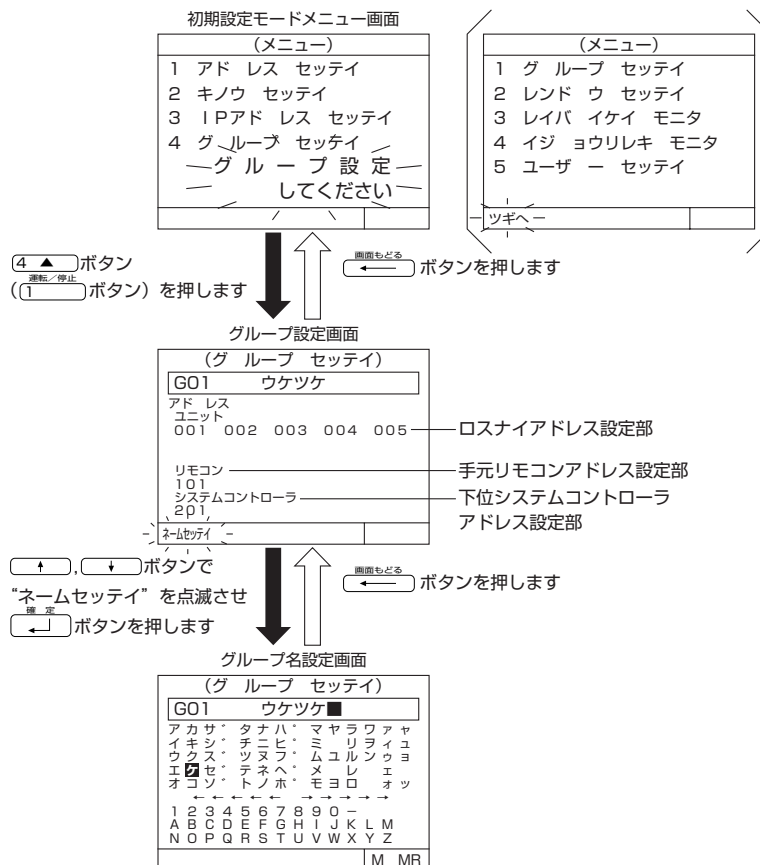 初期設定モードメニュー画面
(メニュー)
1 アド レス セッテイ
2 キノウ セッテイ
3 IPアド レス セッテイ
4 グ ループ セッテイ
グループ設定
してください
(メニュー)
1 グ ループ セッテイ
2 レンド ウ セッテイ
3 レイバ イケイ モニタ
4 イジ ョウリレキ モニタ
5 ユーザ ー セッテイ
ツギへ
4 ▲ ボタン
運転/停止
(1 ボタン)を押します
画面もどる
← ボタンを押します
グループ設定画面
(グ ループ セッテイ)
G01 ウケツケ
アド レス
ユニット
001 002 003 004 005
ロスナイアドレス設定部
リモコン
手元リモコンアドレス設定部
101
システムコントローラ
下位システムコントローラ
アドレス設定部
201
ネームセッテイ
↑ , ↓ ボタンで
“ネームセッテイ”を点滅させ
確 定
↵ ボタンを押します
画面もどる
← ボタンを押します
グループ名設定画面
(グ ループ セッテイ)
G01 ウケツケ■
アカサ゛タナハ゜マヤラワァャ
イキシ゛チニヒ゜ミ リヲィュ
ウクス゛ツヌフ゜ムユルンゥョ
エケセ゛テネヘ゜メ レ ェ
オコソ゛トノホ゜モヨロ ォッ
← ← ← ← ← → → → → →
1 2 3 4 5 6 7 8 9 0 −
A B C D E F G H I J K L M
N O P Q R S T U V W X Y Z
M MR